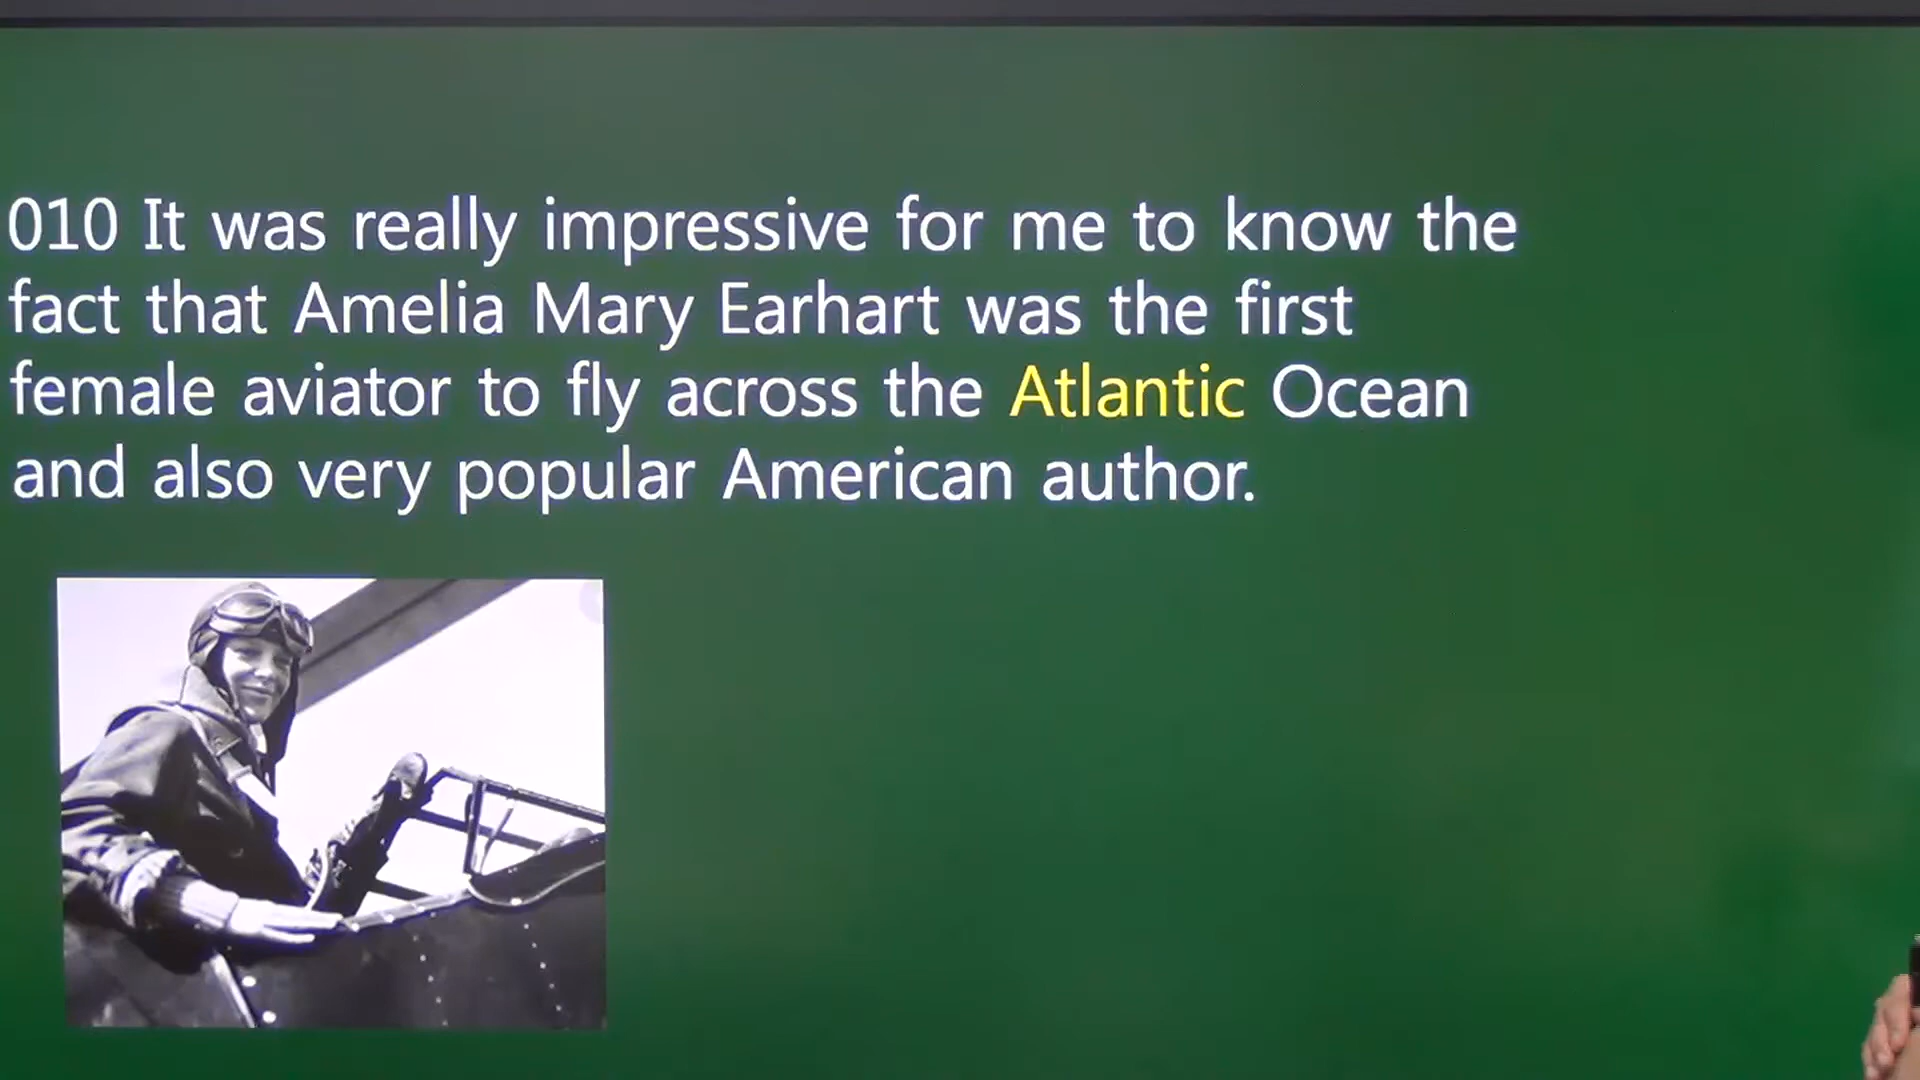 010 It was really impressive for me to know the
fact that Amelia Mary Earhart was the first
female aviator to fly across the Atlantic Ocean
and also very popular American author.